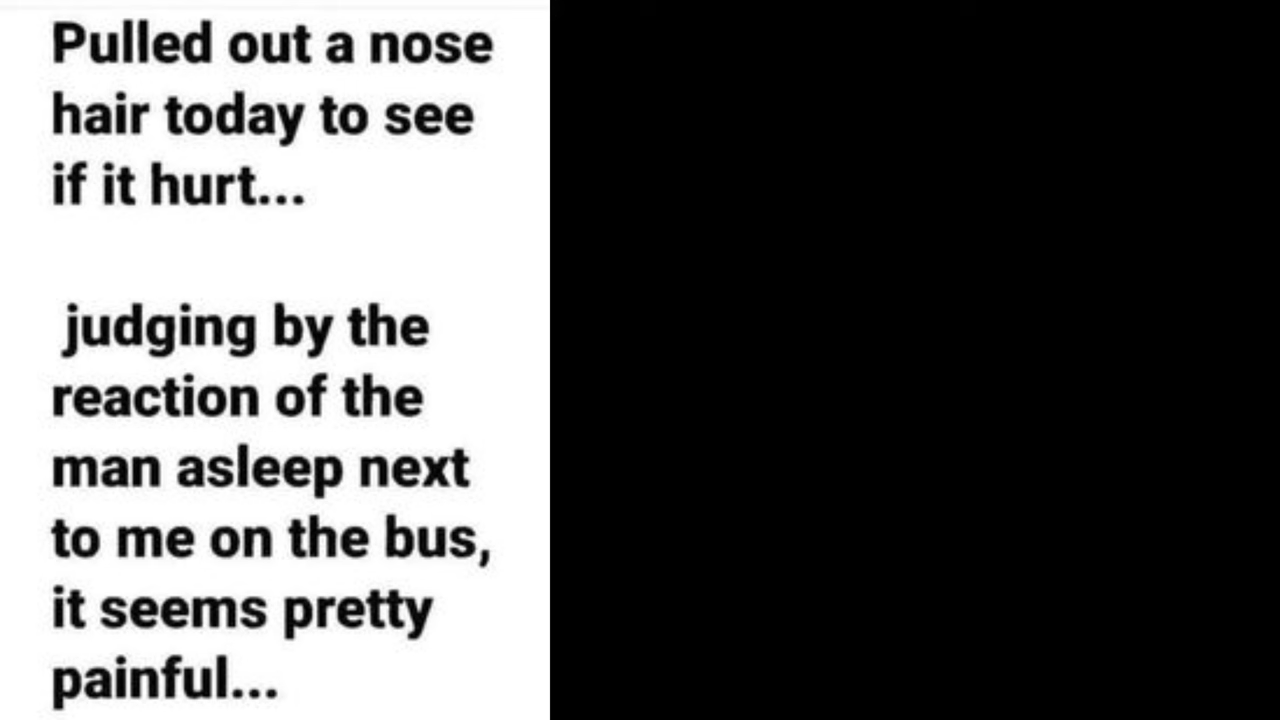 Pulled out a nose
hair today to see
if it hurt...
judging by the
reaction of the
man asleep next
to me on the bus,
it seems pretty
painful...